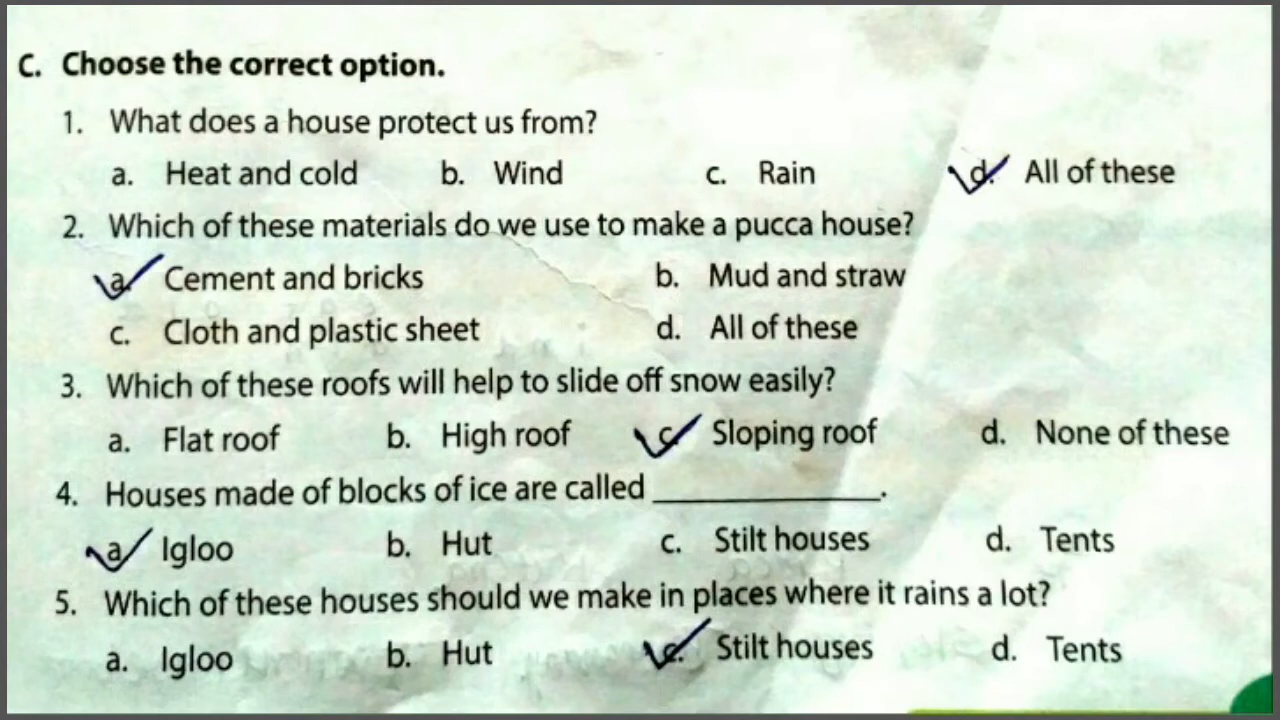 C. Choose the correct option.
1. What does a house protect us from?
a. Heat and cold b. Wind c. Rain d. All of these
2. Which of these materials do we use to make a pucca house?
a. Cement and bricks b. Mud and straw
c. Cloth and plastic sheet d. All of these
3. Which of these roofs will help to slide off snow easily?
a. Flat roof b. High roof c. Sloping roof d. None of these
4. Houses made of blocks of ice are called ____________.
a. Igloo b. Hut c. Stilt houses d. Tents
5. Which of these houses should we make in places where it rains a lot?
a. Igloo b. Hut c. Stilt houses d. Tents